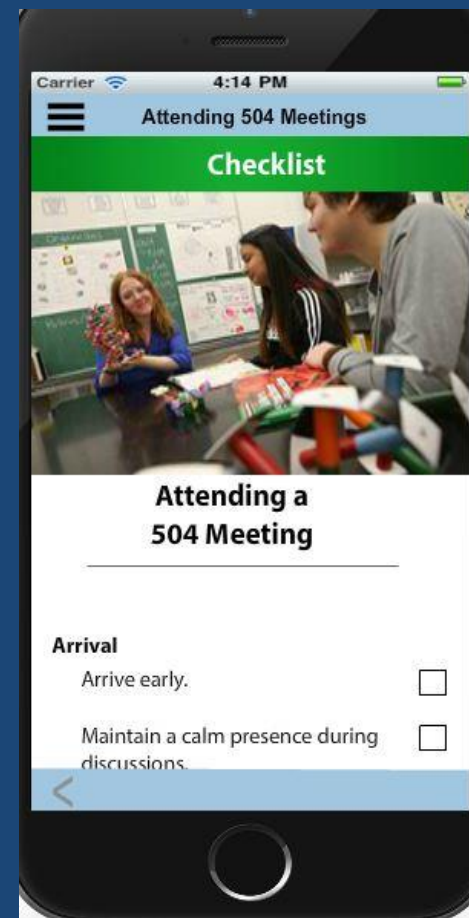 Carrier 4:14 PM
Attending 504 Meetings
Checklist
Attending a
504 Meeting
Arrival
Arrive early.
Maintain a calm presence during
discussions.
<